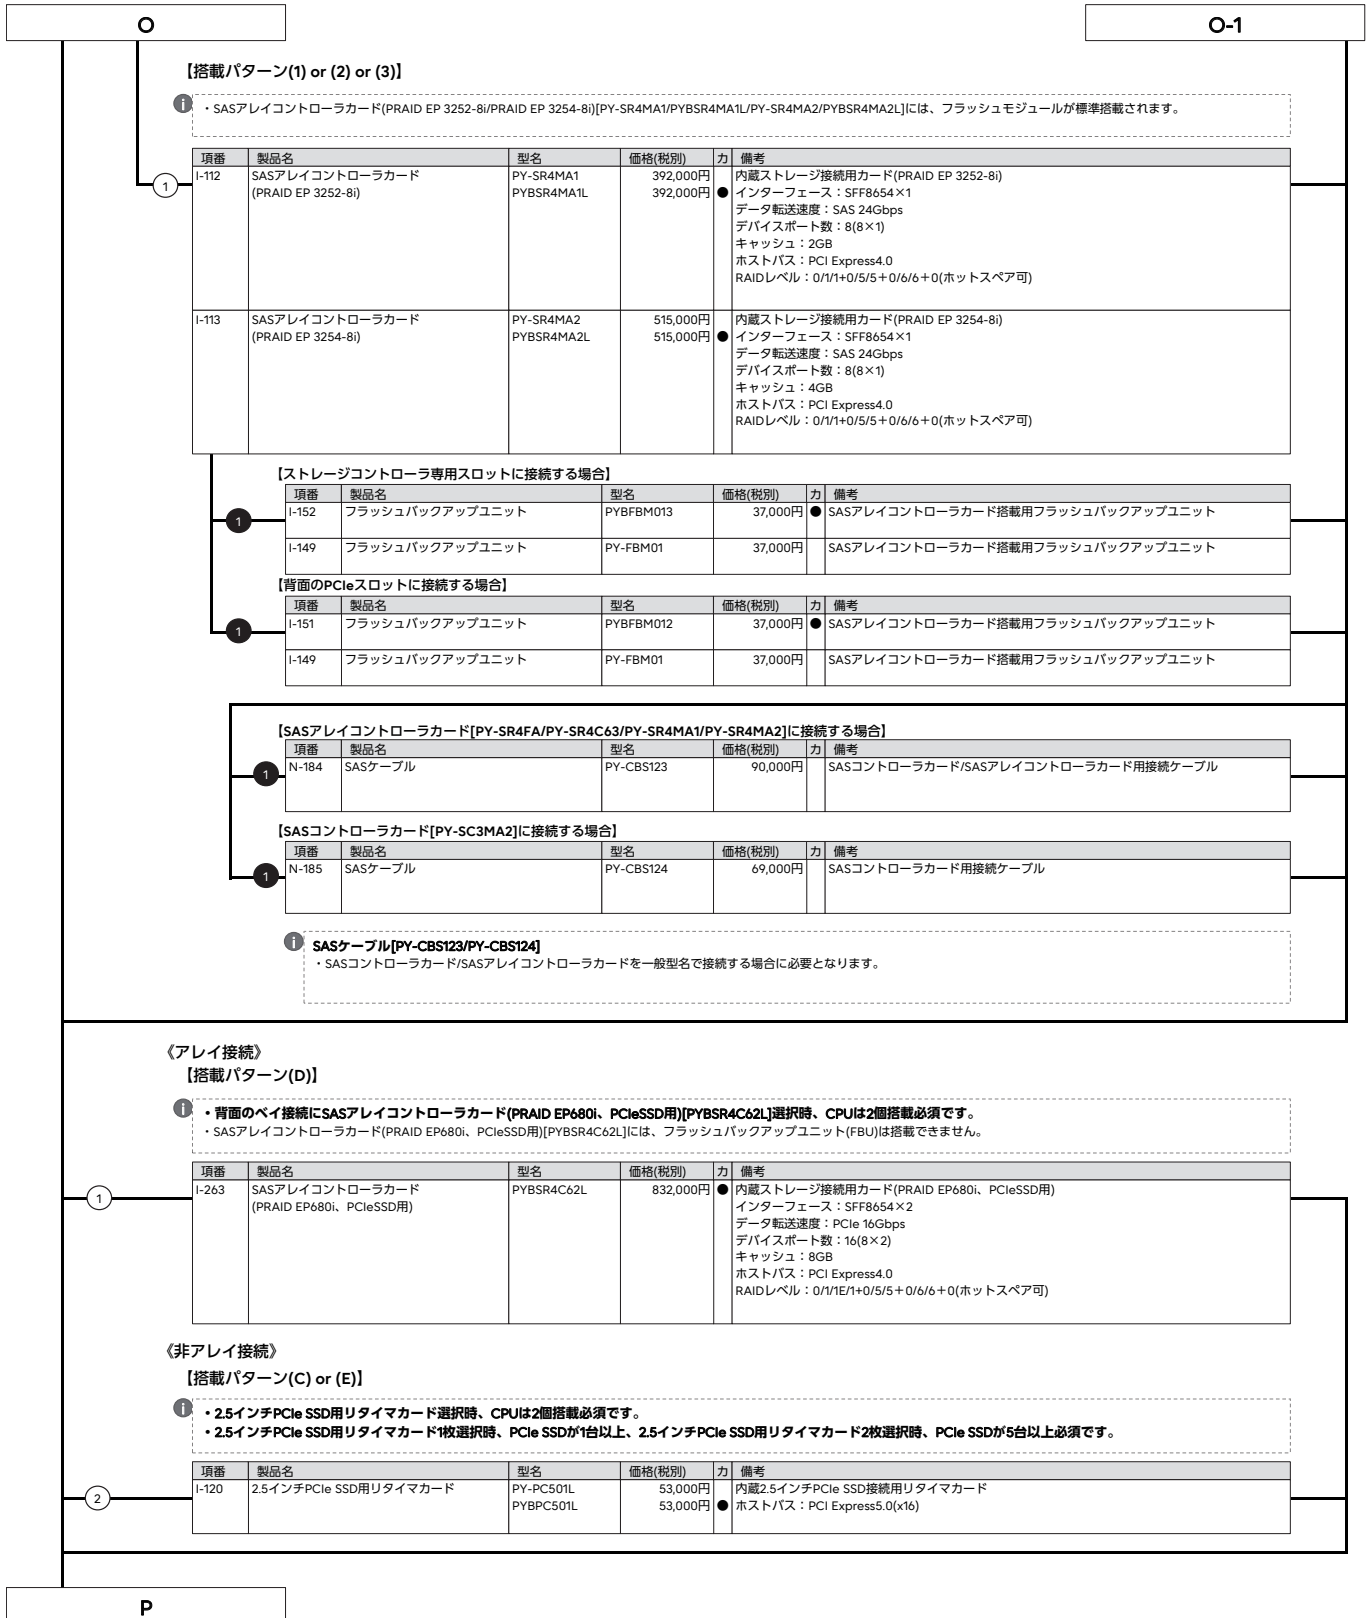 O
O-1
【搭載パターン(1) or (2) or (3)】
・SASアレイコントローラカード(PRAID EP 3252-8i/PRAID EP 3254-8i)[PY-SR4MA1/PYBSR4MA1L/PY-SR4MA2/PYBSR4MA2L]には、フラッシュモジュールが標準搭載されます。
項番 製品名 型名 価格(税別) カ 備考
1
I-112 SASアレイコントローラカード PY-SR4MA1 392,000円 内蔵ストレージ接続用カード(PRAID EP 3252-8i)
(PRAID EP 3252-8i) PYBSR4MA1L 392,000円 ● インターフェース：SFF8654×1
データ転送速度：SAS 24Gbps
デバイスポート数：8(8×1)
キャッシュ：2GB
ホストバス：PCI Express4.0
RAIDレベル：0/1/1+0/5/5＋0/6/6＋0(ホットスペア可)
I-113 SASアレイコントローラカード PY-SR4MA2 515,000円 内蔵ストレージ接続用カード(PRAID EP 3254-8i)
(PRAID EP 3254-8i) PYBSR4MA2L 515,000円 ● インターフェース：SFF8654×1
データ転送速度：SAS 24Gbps
デバイスポート数：8(8×1)
キャッシュ：4GB
ホストバス：PCI Express4.0
RAIDレベル：0/1/1+0/5/5＋0/6/6＋0(ホットスペア可)
【ストレージコントローラ専用スロットに接続する場合】
項番 製品名 型名 価格(税別) カ 備考
1
I-152 フラッシュバックアップユニット PYBFBM013 37,000円 ● SASアレイコントローラカード搭載用フラッシュバックアップユニット
I-149 フラッシュバックアップユニット PY-FBM01 37,000円 SASアレイコントローラカード搭載用フラッシュバックアップユニット
【背面のPCIeスロットに接続する場合】
項番 製品名 型名 価格(税別) カ 備考
1
I-151 フラッシュバックアップユニット PYBFBM012 37,000円 ● SASアレイコントローラカード搭載用フラッシュバックアップユニット
I-149 フラッシュバックアップユニット PY-FBM01 37,000円 SASアレイコントローラカード搭載用フラッシュバックアップユニット
【SASアレイコントローラカード[PY-SR4FA/PY-SR4C63/PY-SR4MA1/PY-SR4MA2]に接続する場合】
項番 製品名 型名 価格(税別) カ 備考
1
N-184 SASケーブル PY-CBS123 90,000円 SASコントローラカード/SASアレイコントローラカード用接続ケーブル
【SASコントローラカード[PY-SC3MA2]に接続する場合】
項番 製品名 型名 価格(税別) カ 備考
1
N-185 SASケーブル PY-CBS124 69,000円 SASコントローラカード用接続ケーブル
SASケーブル[PY-CBS123/PY-CBS124]
・SASコントローラカード/SASアレイコントローラカードを一般型名で接続する場合に必要となります。
《アレイ接続》
【搭載パターン(D)】
・背面のベイ接続にSASアレイコントローラカード(PRAID EP680i、PCIeSSD用)[PYBSR4C62L]選択時、CPUは2個搭載必須です。
・SASアレイコントローラカード(PRAID EP680i、PCIeSSD用)[PYBSR4C62L]には、フラッシュバックアップユニット(FBU)は搭載できません。
項番 製品名 型名 価格(税別) カ 備考
1
I-263 SASアレイコントローラカード PYBSR4C62L 832,000円 ● 内蔵ストレージ接続用カード(PRAID EP680i、PCIeSSD用)
(PRAID EP680i、PCIeSSD用) インターフェース：SFF8654×2
データ転送速度：PCIe 16Gbps
デバイスポート数：16(8×2)
キャッシュ：8GB
ホストバス：PCI Express4.0
RAIDレベル：0/1/1E/1+0/5/5＋0/6/6＋0(ホットスペア可)
《非アレイ接続》
【搭載パターン(C) or (E)】
・2.5インチPCIe SSD用リタイマカード選択時、CPUは2個搭載必須です。
・2.5インチPCIe SSD用リタイマカード1枚選択時、PCIe SSDが1台以上、2.5インチPCIe SSD用リタイマカード2枚選択時、PCIe SSDが5台以上必須です。
項番 製品名 型名 価格(税別) カ 備考
2
I-120 2.5インチPCIe SSD用リタイマカード PY-PC501L 53,000円 内蔵2.5インチPCIe SSD接続用リタイマカード
PYBPC501L 53,000円 ● ホストバス：PCI Express5.0(x16)
P